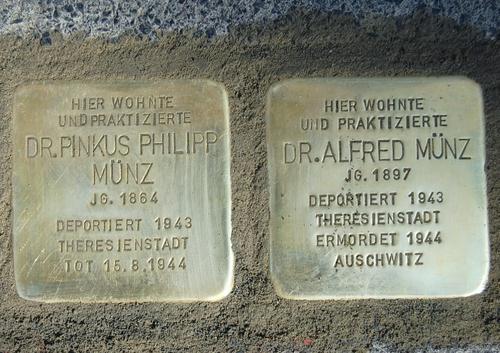 HIER WOHNTE
UND PRAKTIZIERTE
DR. PINKUS PHILIPP
MÜNZ
JG. 1864
DEPORTIERT 1943
THERESIENSTADT
TOT 15.8.1944
HIER WOHNTE
UND PRAKTIZIERTE
DR. ALFRED MÜNZ
JG. 1897
DEPORTIERT 1943
THERESIENSTADT
ERMORDET 1944
AUSCHWITZ